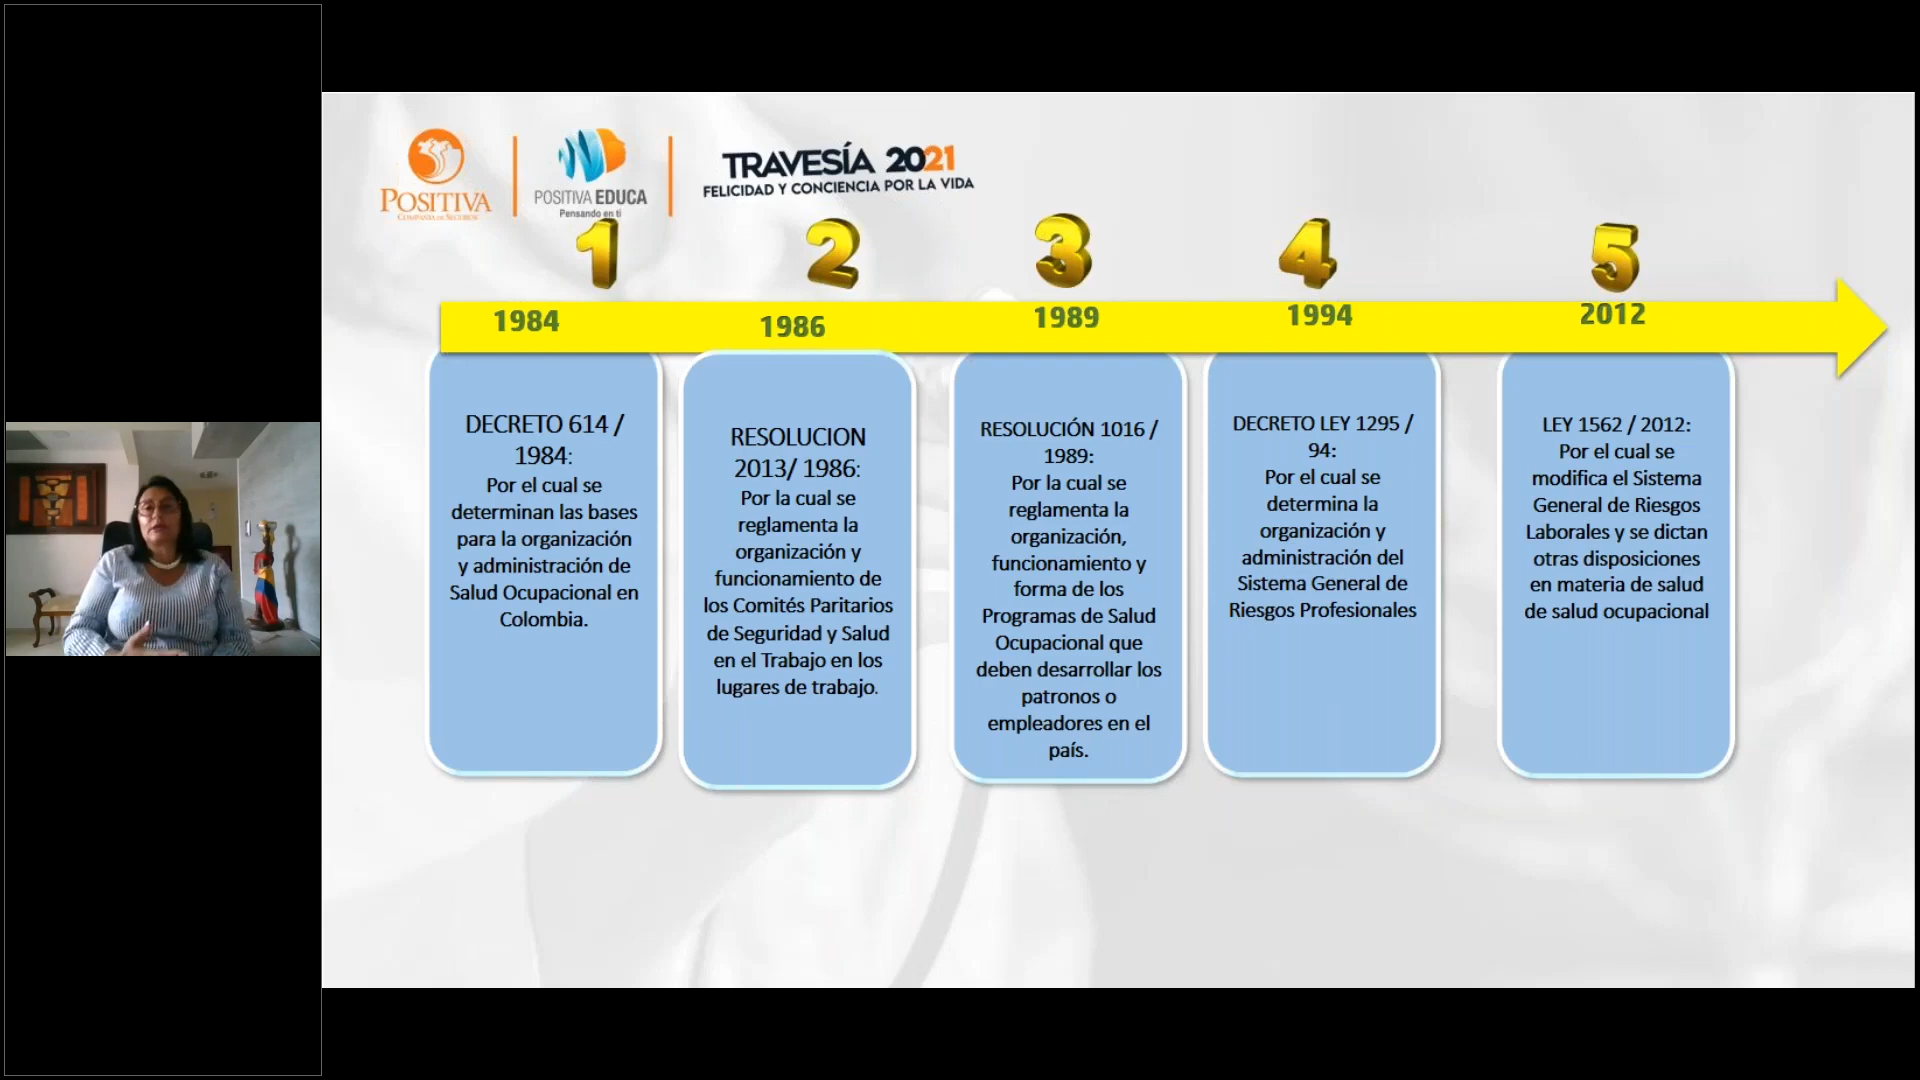 POSITIVA
COMPAÑIA DE SEGUROS
POSITIVA EDUCA
Pensando en ti
TRAVESÍA 2021
FELICIDAD Y CONCIENCIA POR LA VIDA
1
2
3
4
5
1984
1986
1989
1994
2012
DECRETO 614 /
1984:
Por el cual se
determinan las bases
para la organización
y administración de
Salud Ocupacional en
Colombia.
RESOLUCION
2013/ 1986:
Por la cual se
reglamenta la
organización y
funcionamiento de
los Comités Paritarios
de Seguridad y Salud
en el Trabajo en los
lugares de trabajo.
RESOLUCIÓN 1016 /
1989:
Por la cual se
reglamenta la
organización,
funcionamiento y
forma de los
Programas de Salud
Ocupacional que
deben desarrollar los
patronos o
empleadores en el
país.
DECRETO LEY 1295 /
94:
Por el cual se
determina la
organización y
administración del
Sistema General de
Riesgos Profesionales
LEY 1562 / 2012:
Por el cual se
modifica el Sistema
General de Riesgos
Laborales y se dictan
otras disposiciones
en materia de salud
de salud ocupacional